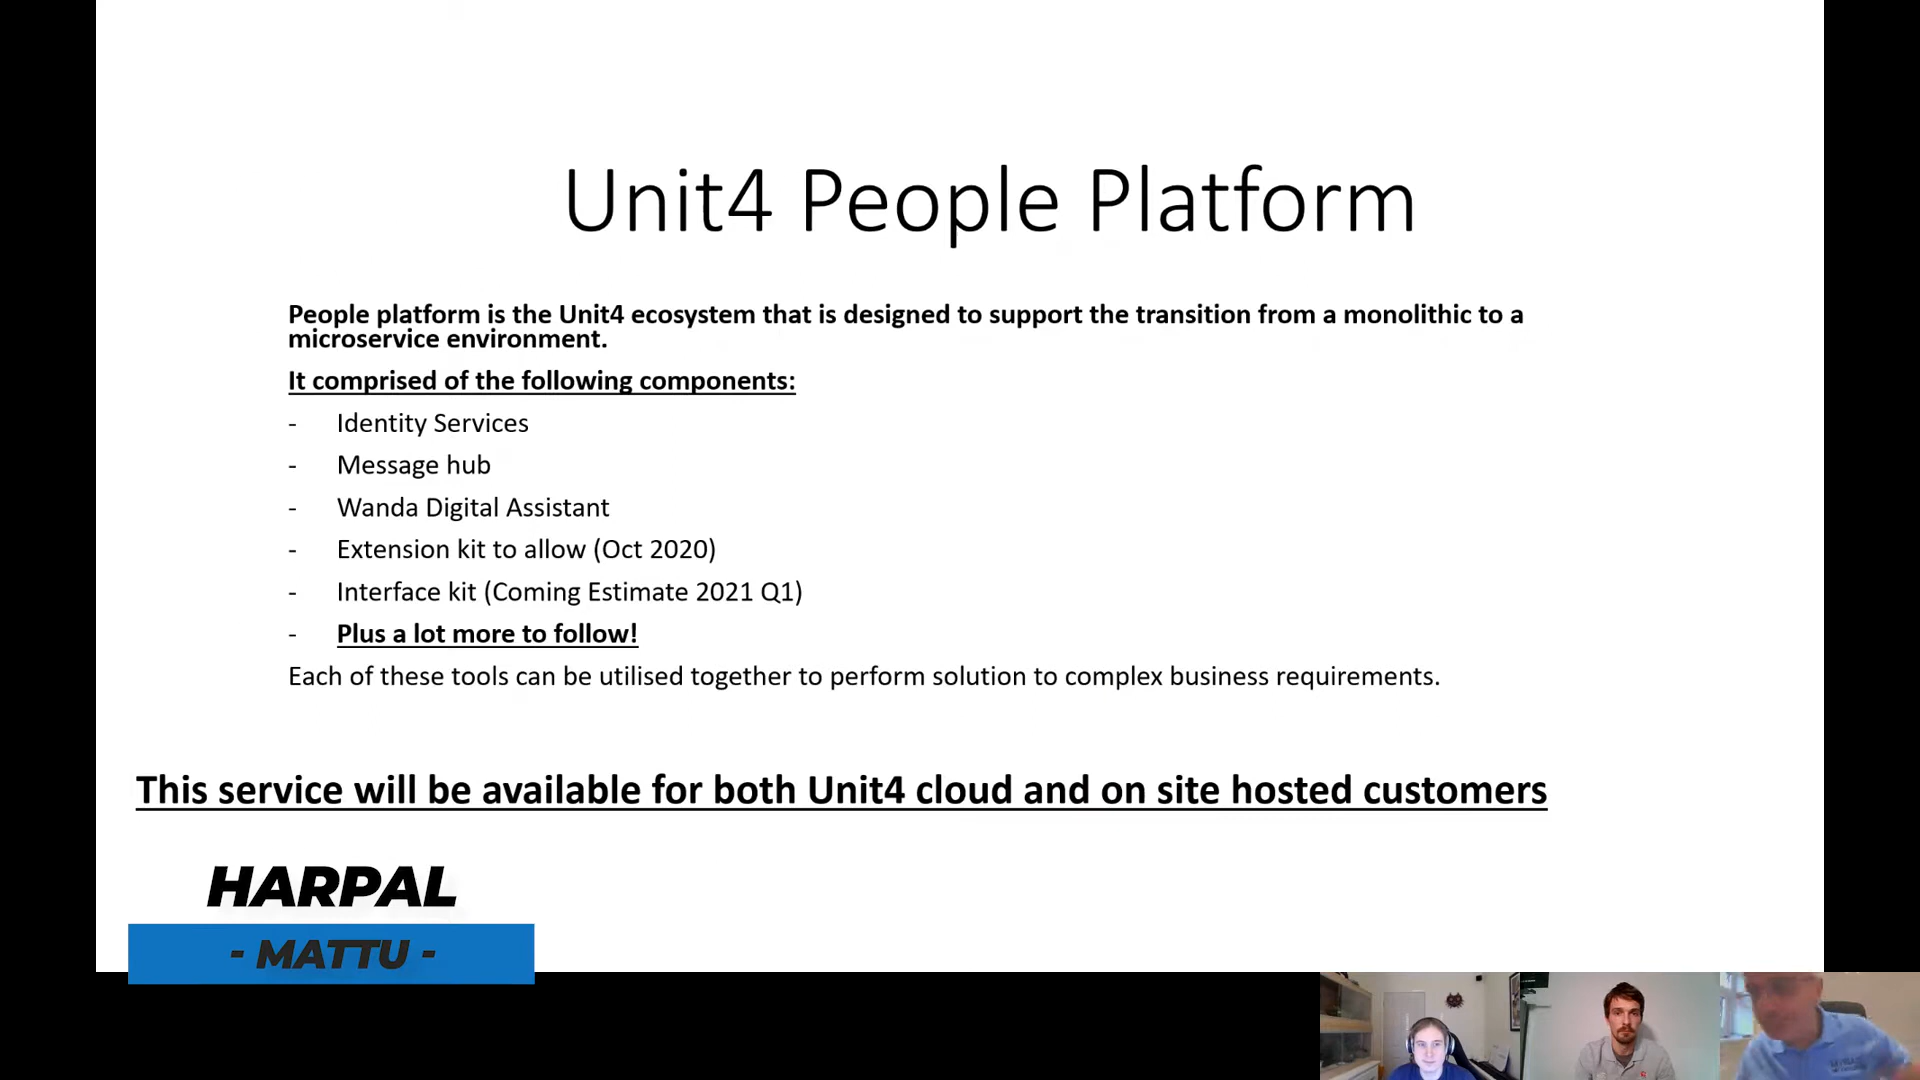 Unit4 People Platform
People platform is the Unit4 ecosystem that is designed to support the transition from a monolithic to a
microservice environment.
It comprised of the following components:
- Identity Services
- Message hub
- Wanda Digital Assistant
- Extension kit to allow (Oct 2020)
- Interface kit (Coming Estimate 2021 Q1)
- Plus a lot more to follow!
Each of these tools can be utilised together to perform solution to complex business requirements.
This service will be available for both Unit4 cloud and on site hosted customers
HARPAL
- MATTU -